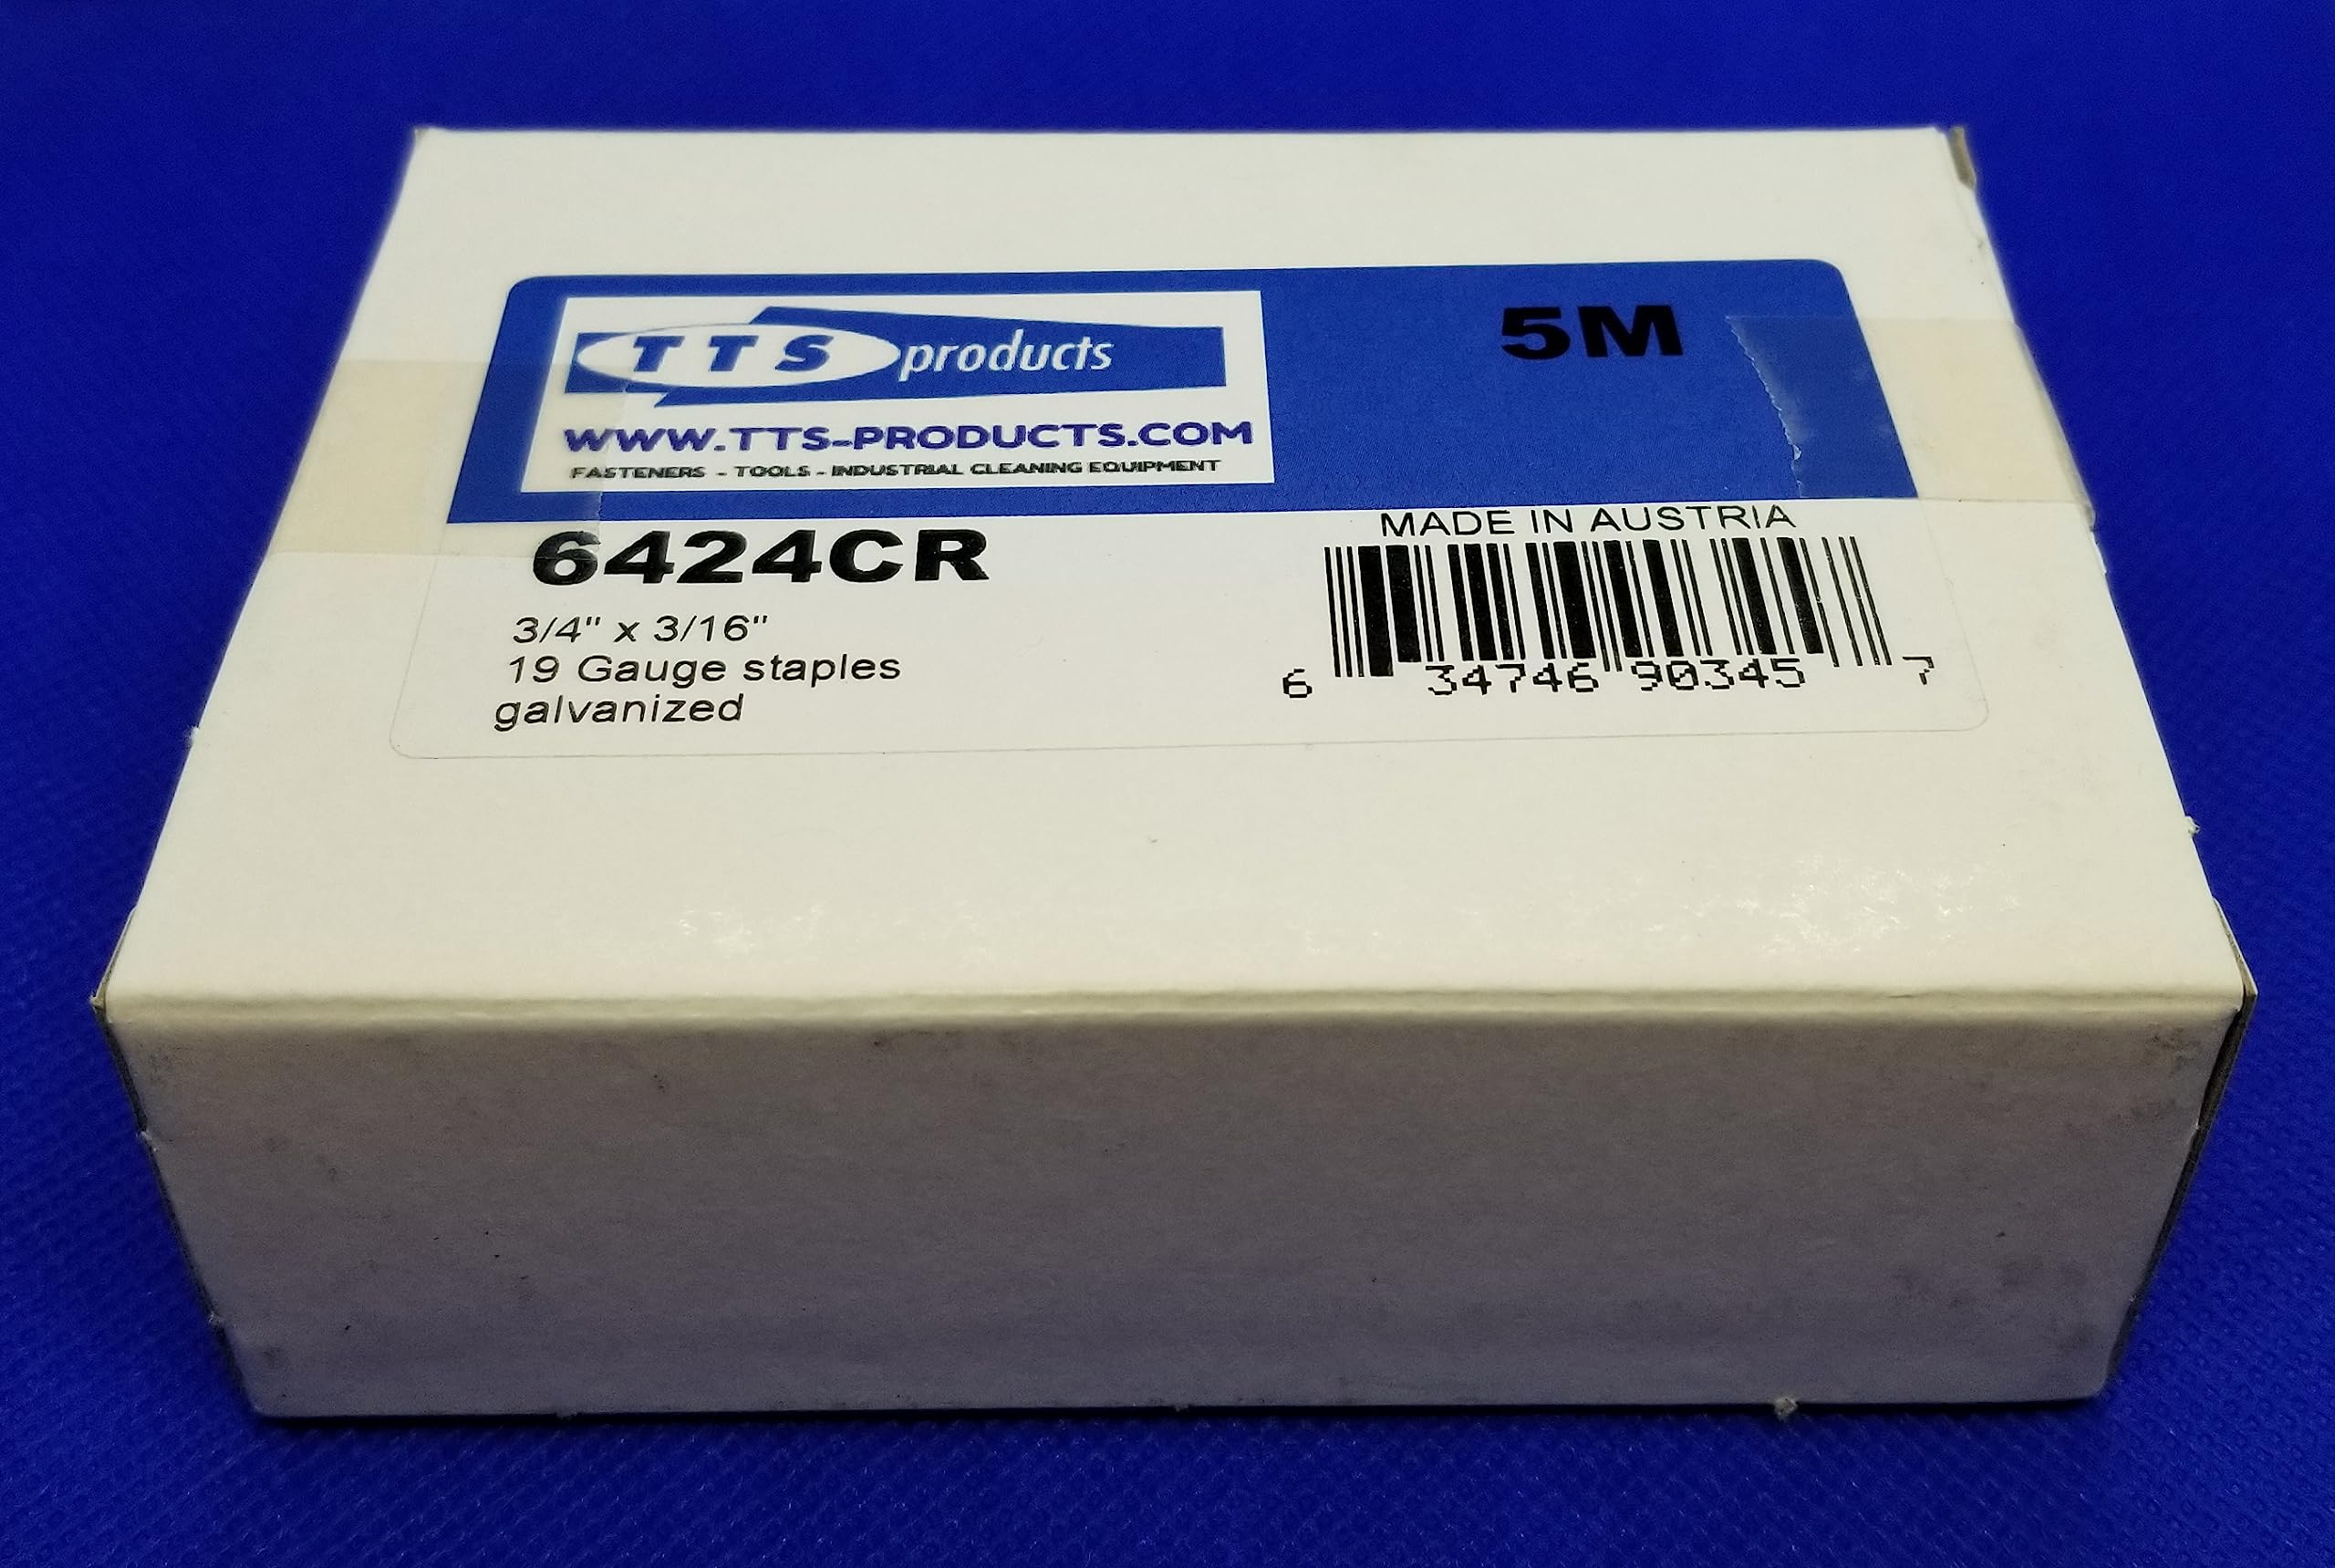 TTS products
5M
WWW.TTS-PRODUCTS.COM
FASTENERS - TOOLS - INDUSTRIAL CLEANING EQUIPMENT
6424CR
MADE IN AUSTRIA
3/4" x 3/16"
19 Gauge staples
galvanized
6 34746 90345 7